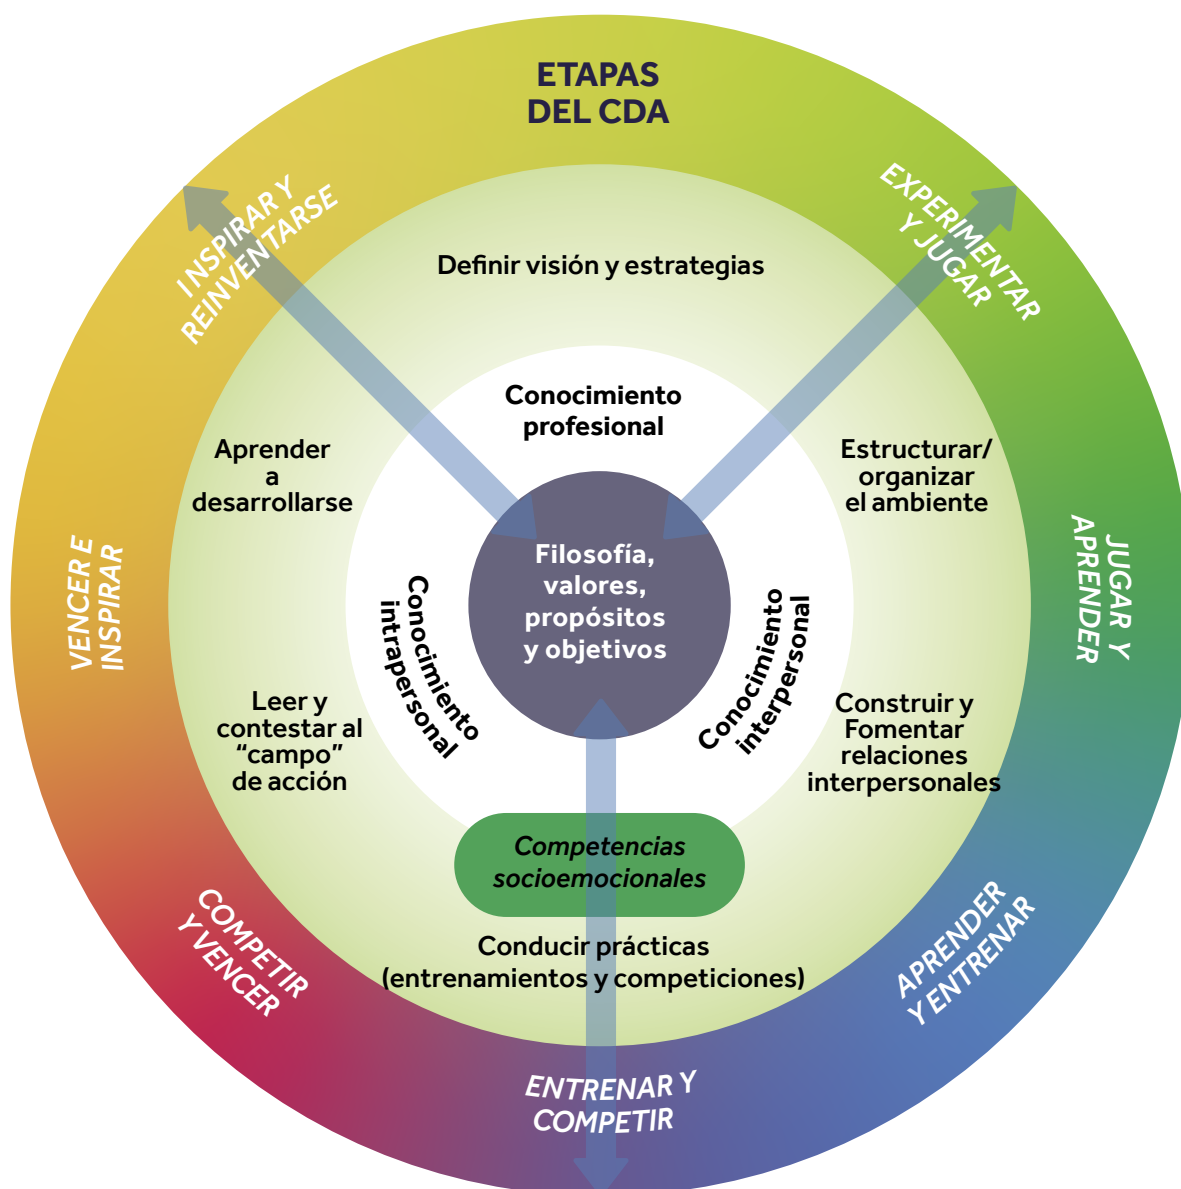 ETAPAS
DEL CDA
EXPERIMENTAR
Y JUGAR
JUGAR Y
APRENDER
APRENDER
Y ENTRENAR
ENTRENAR Y
COMPETIR
COMPETIR
Y VENCER
VENCER E
INSPIRAR
INSPIRAR Y
REINVENTARSE
Definir visión y estrategias
Estructurar/
organizar
el ambiente
Construir y
Fomentar
relaciones
interpersonales
Conducir prácticas
(entrenamientos y competiciones)
Leer y
contestar al
“campo”
de acción
Aprender
a
desarrollarse
Conocimiento
profesional
Conocimiento
interpersonal
Conocimiento
intrapersonal
Competencias
socioemocionales
Filosofía,
valores,
propósitos
y objetivos